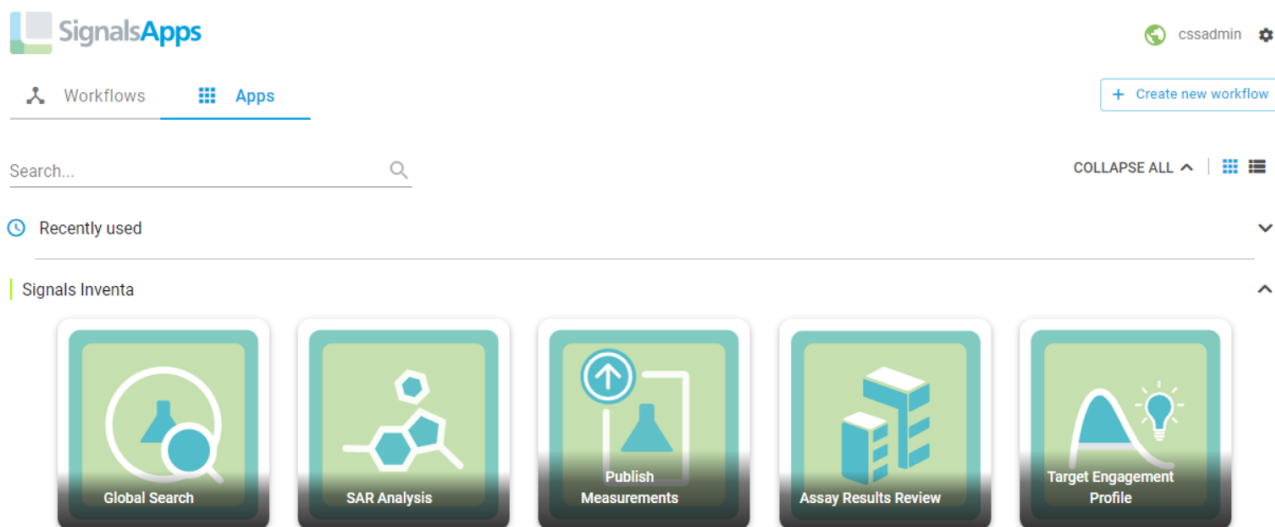 SignalsApps
cssadmin
Workflows
Apps
+ Create new workflow
Search...
COLLAPSE ALL
Recently used
Signals Inventa
Global Search
SAR Analysis
Publish
Measurements
Assay Results Review
Target Engagement
Profile